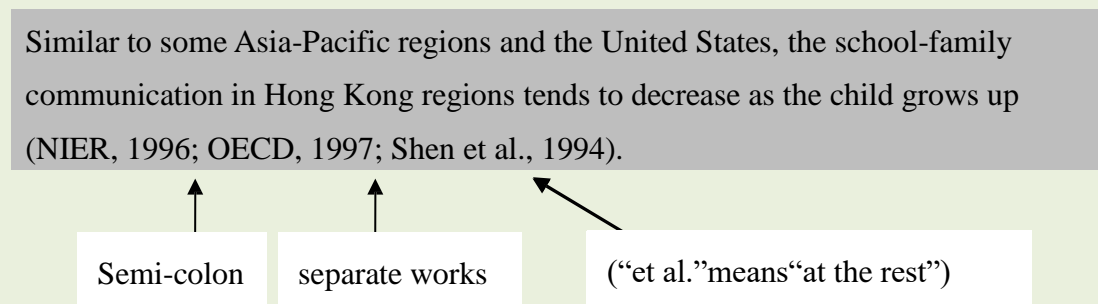 Similar to some Asia-Pacific regions and the United States, the school-family
communication in Hong Kong regions tends to decrease as the child grows up
(NIER, 1996; OECD, 1997; Shen et al., 1994).
Semi-colon
separate works
(“et al.”means“at the rest”)